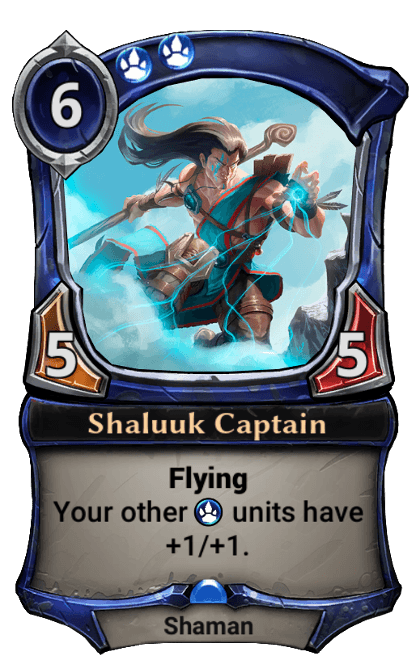 6
5
5
Shaluuk Captain
Flying
Your other units have
+1/+1.
Shaman